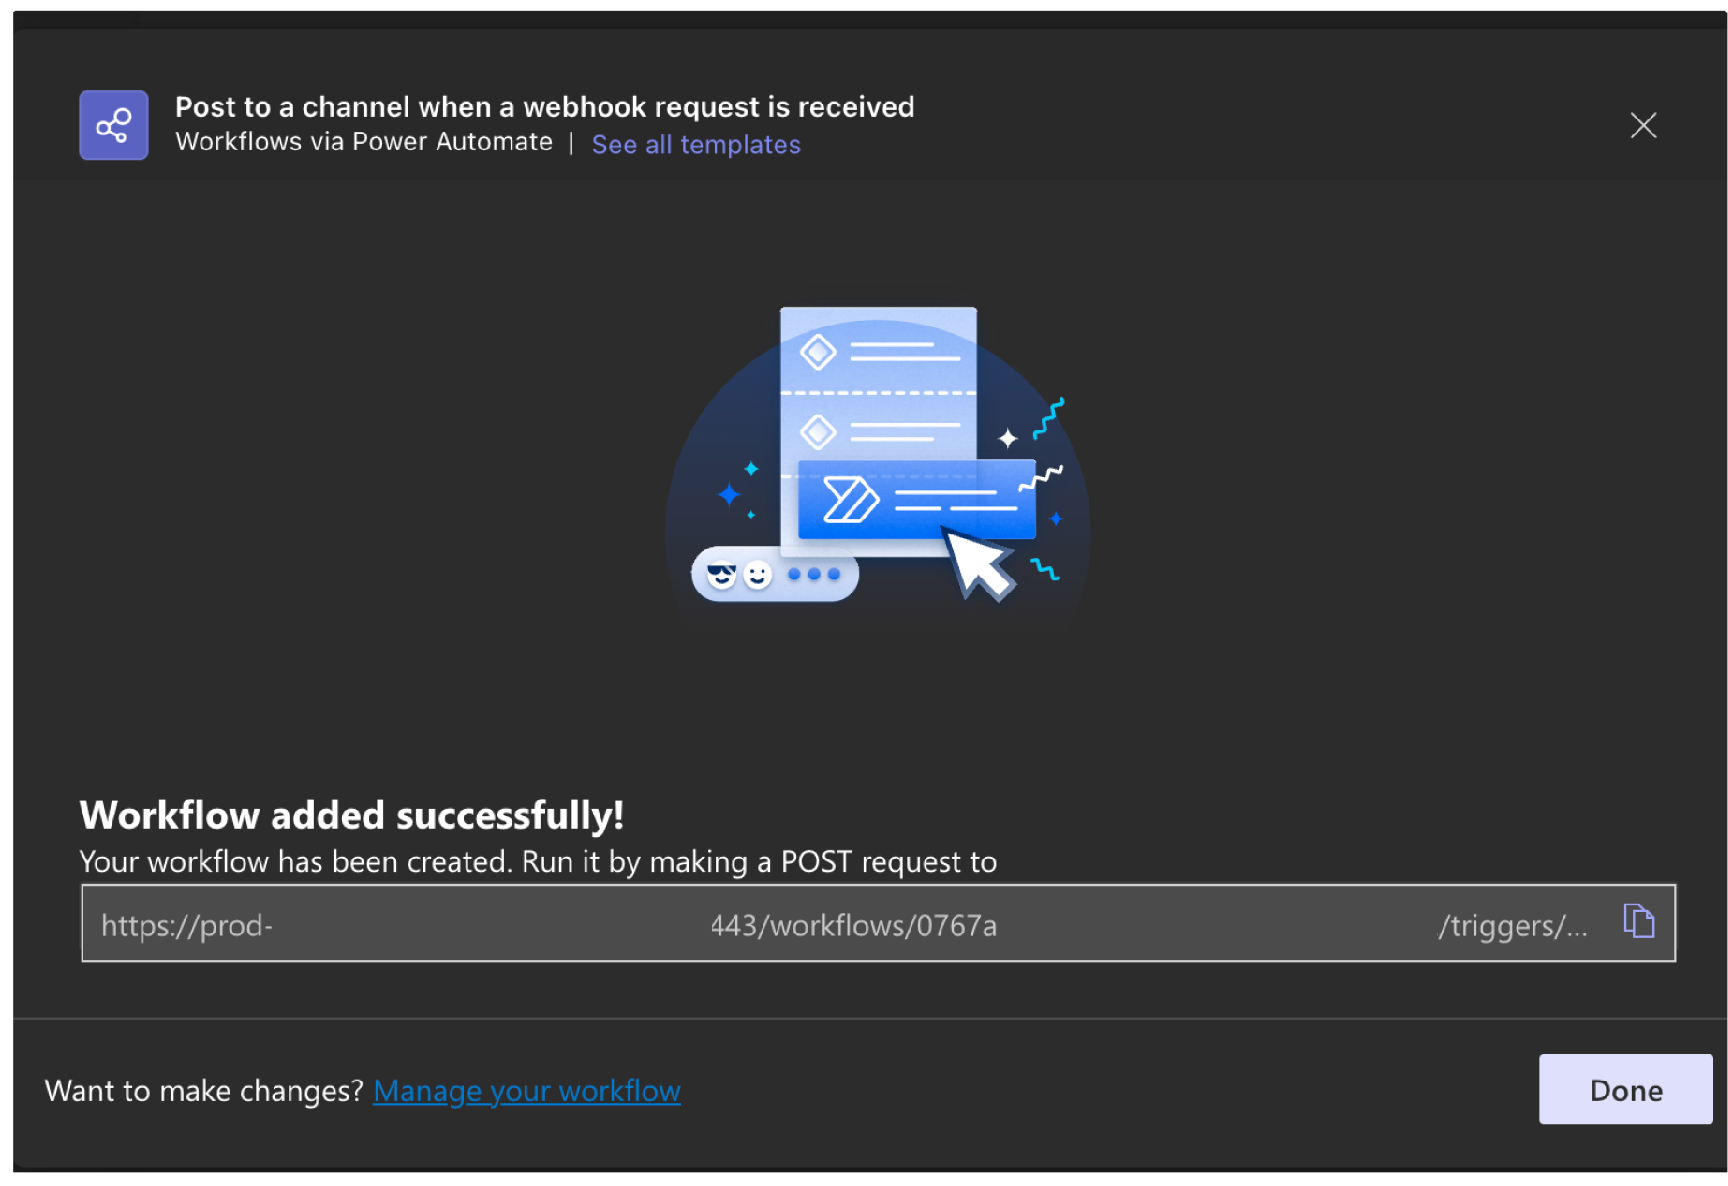 Post to a channel when a webhook request is received
Workflows via Power Automate | See all templates
Workflow added successfully!
Your workflow has been created. Run it by making a POST request to
https://prod- 443/workflows/0767a /triggers/...
Want to make changes? Manage your workflow
Done